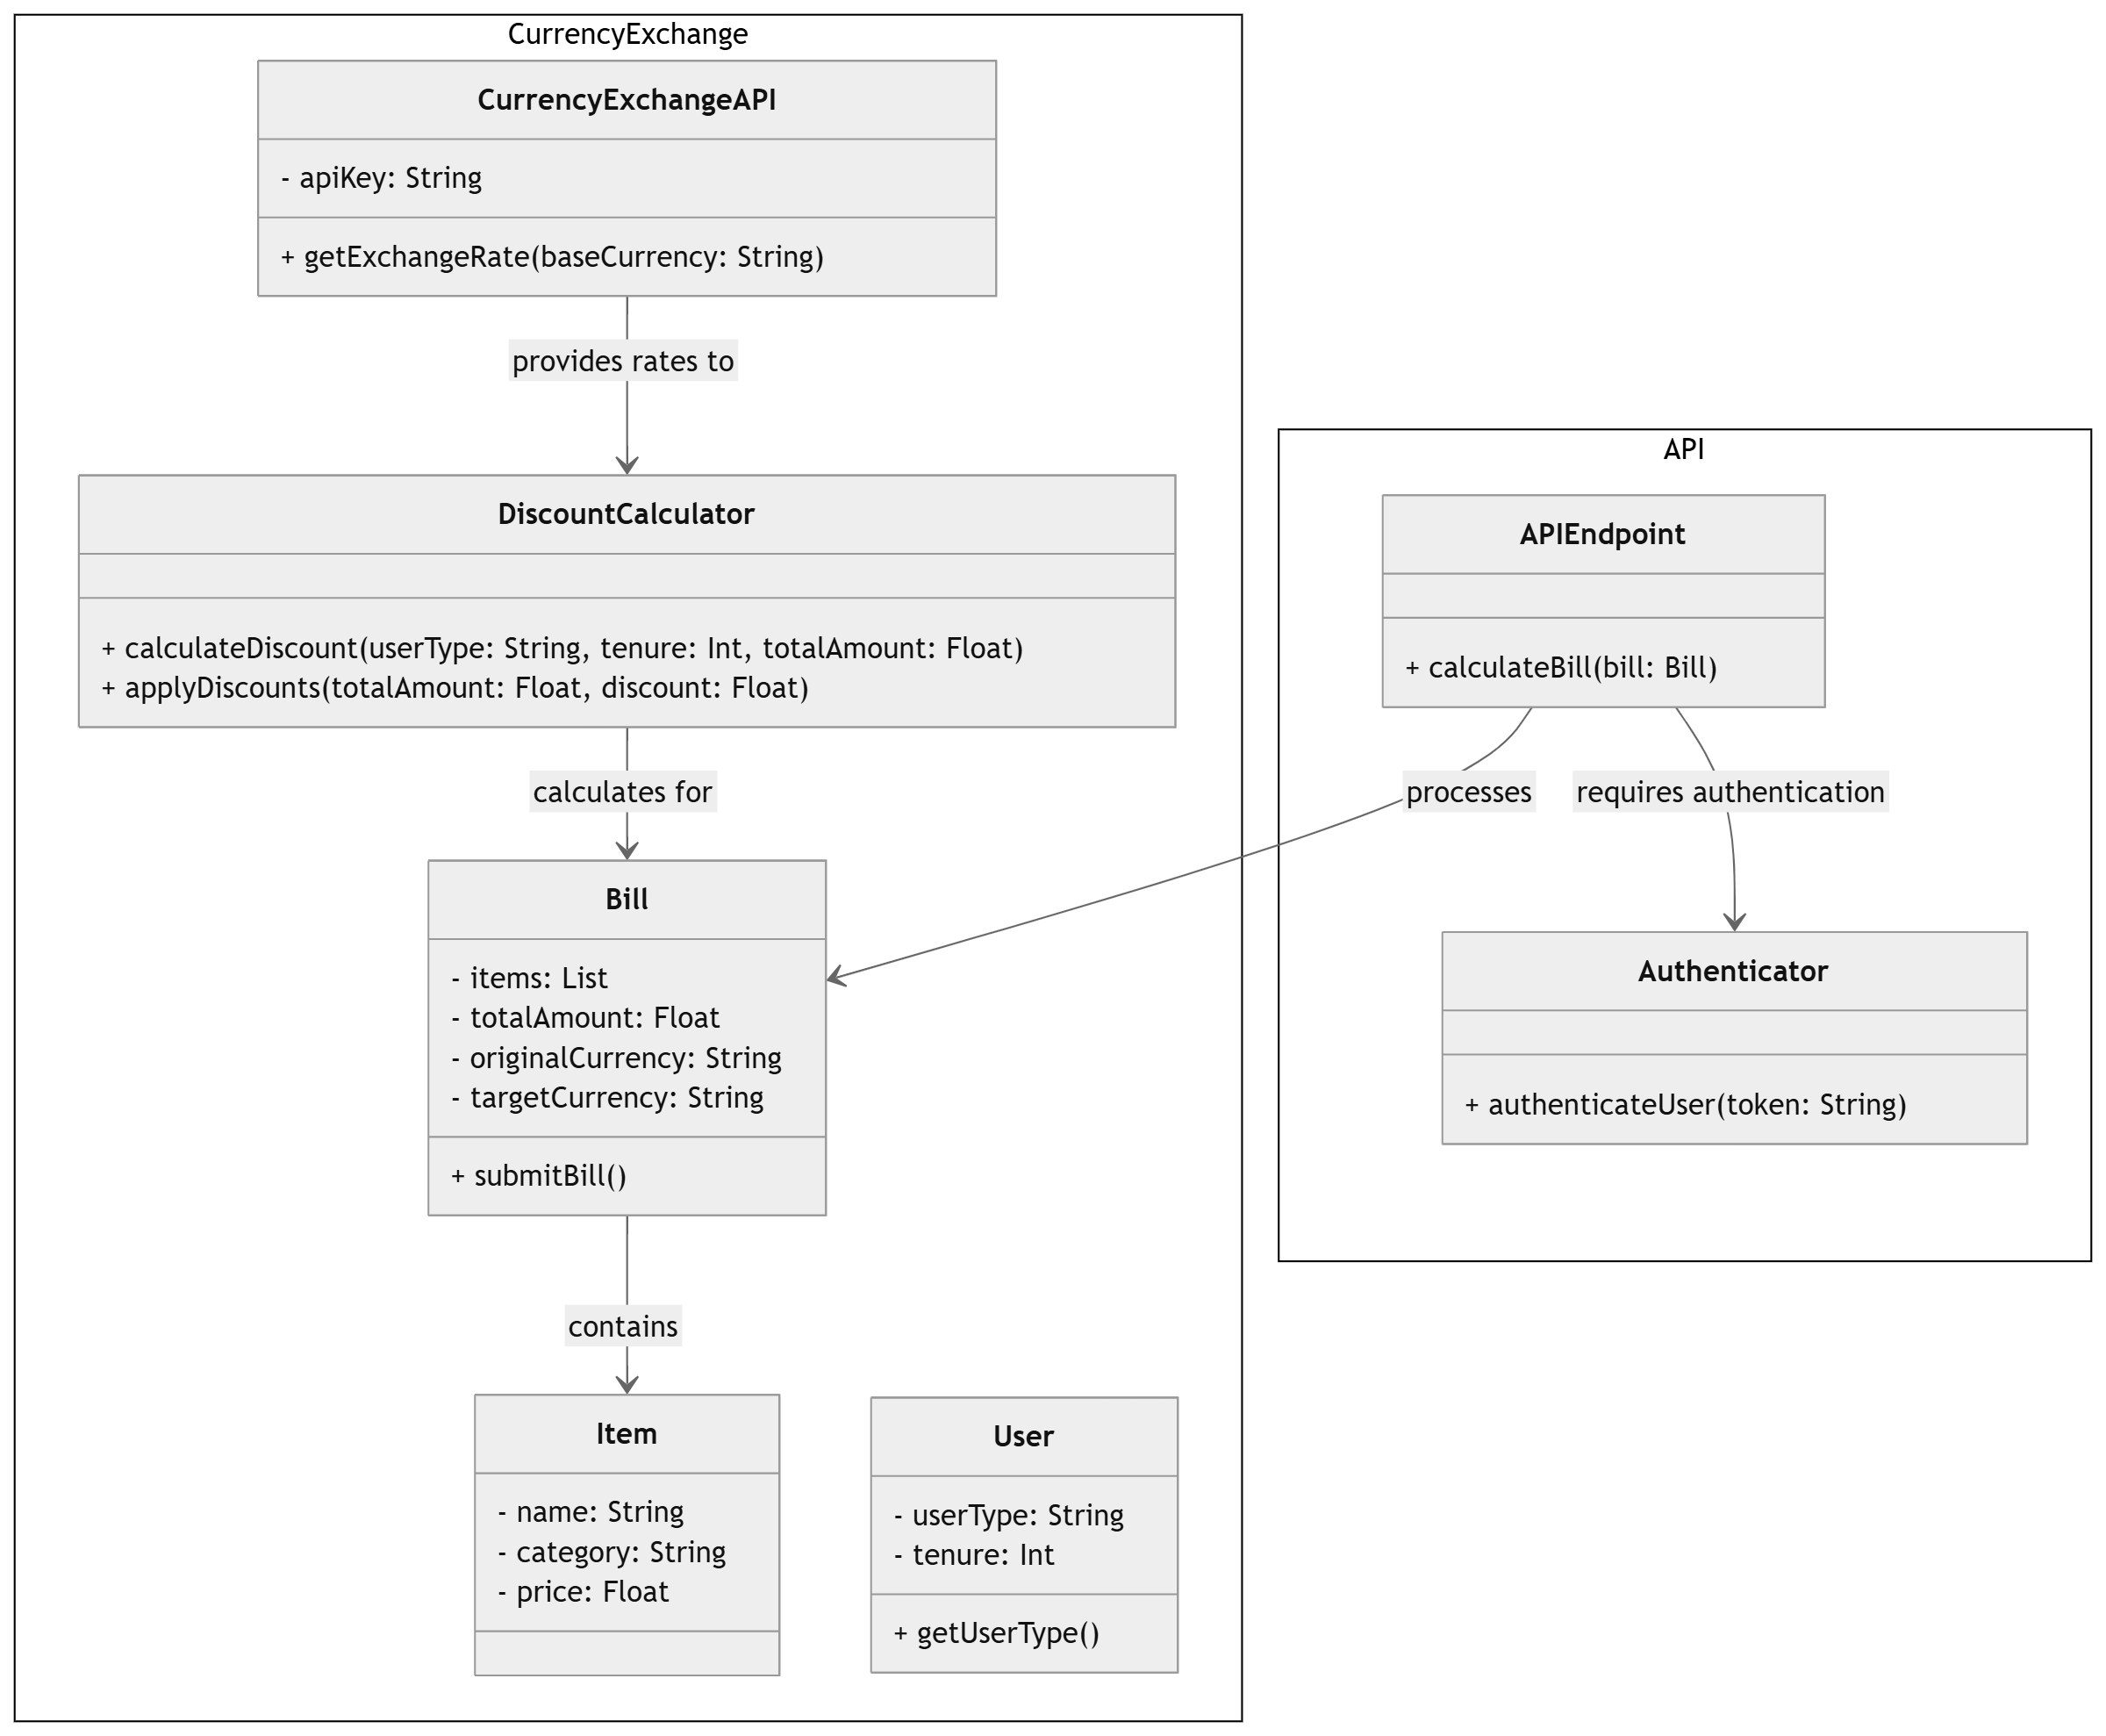 CurrencyExchange
CurrencyExchangeAPI
- apiKey: String
+ getExchangeRate(baseCurrency: String)
provides rates to
DiscountCalculator
+ calculateDiscount(userType: String, tenure: Int, totalAmount: Float)
+ applyDiscounts(totalAmount: Float, discount: Float)
calculates for
Bill
- items: List
- totalAmount: Float
- originalCurrency: String
- targetCurrency: String
+ submitBill()
contains
Item
- name: String
- category: String
- price: Float
User
- userType: String
- tenure: Int
+ getUserType()
API
APIEndpoint
+ calculateBill(bill: Bill)
processes
requires authentication
Authenticator
+ authenticateUser(token: String)